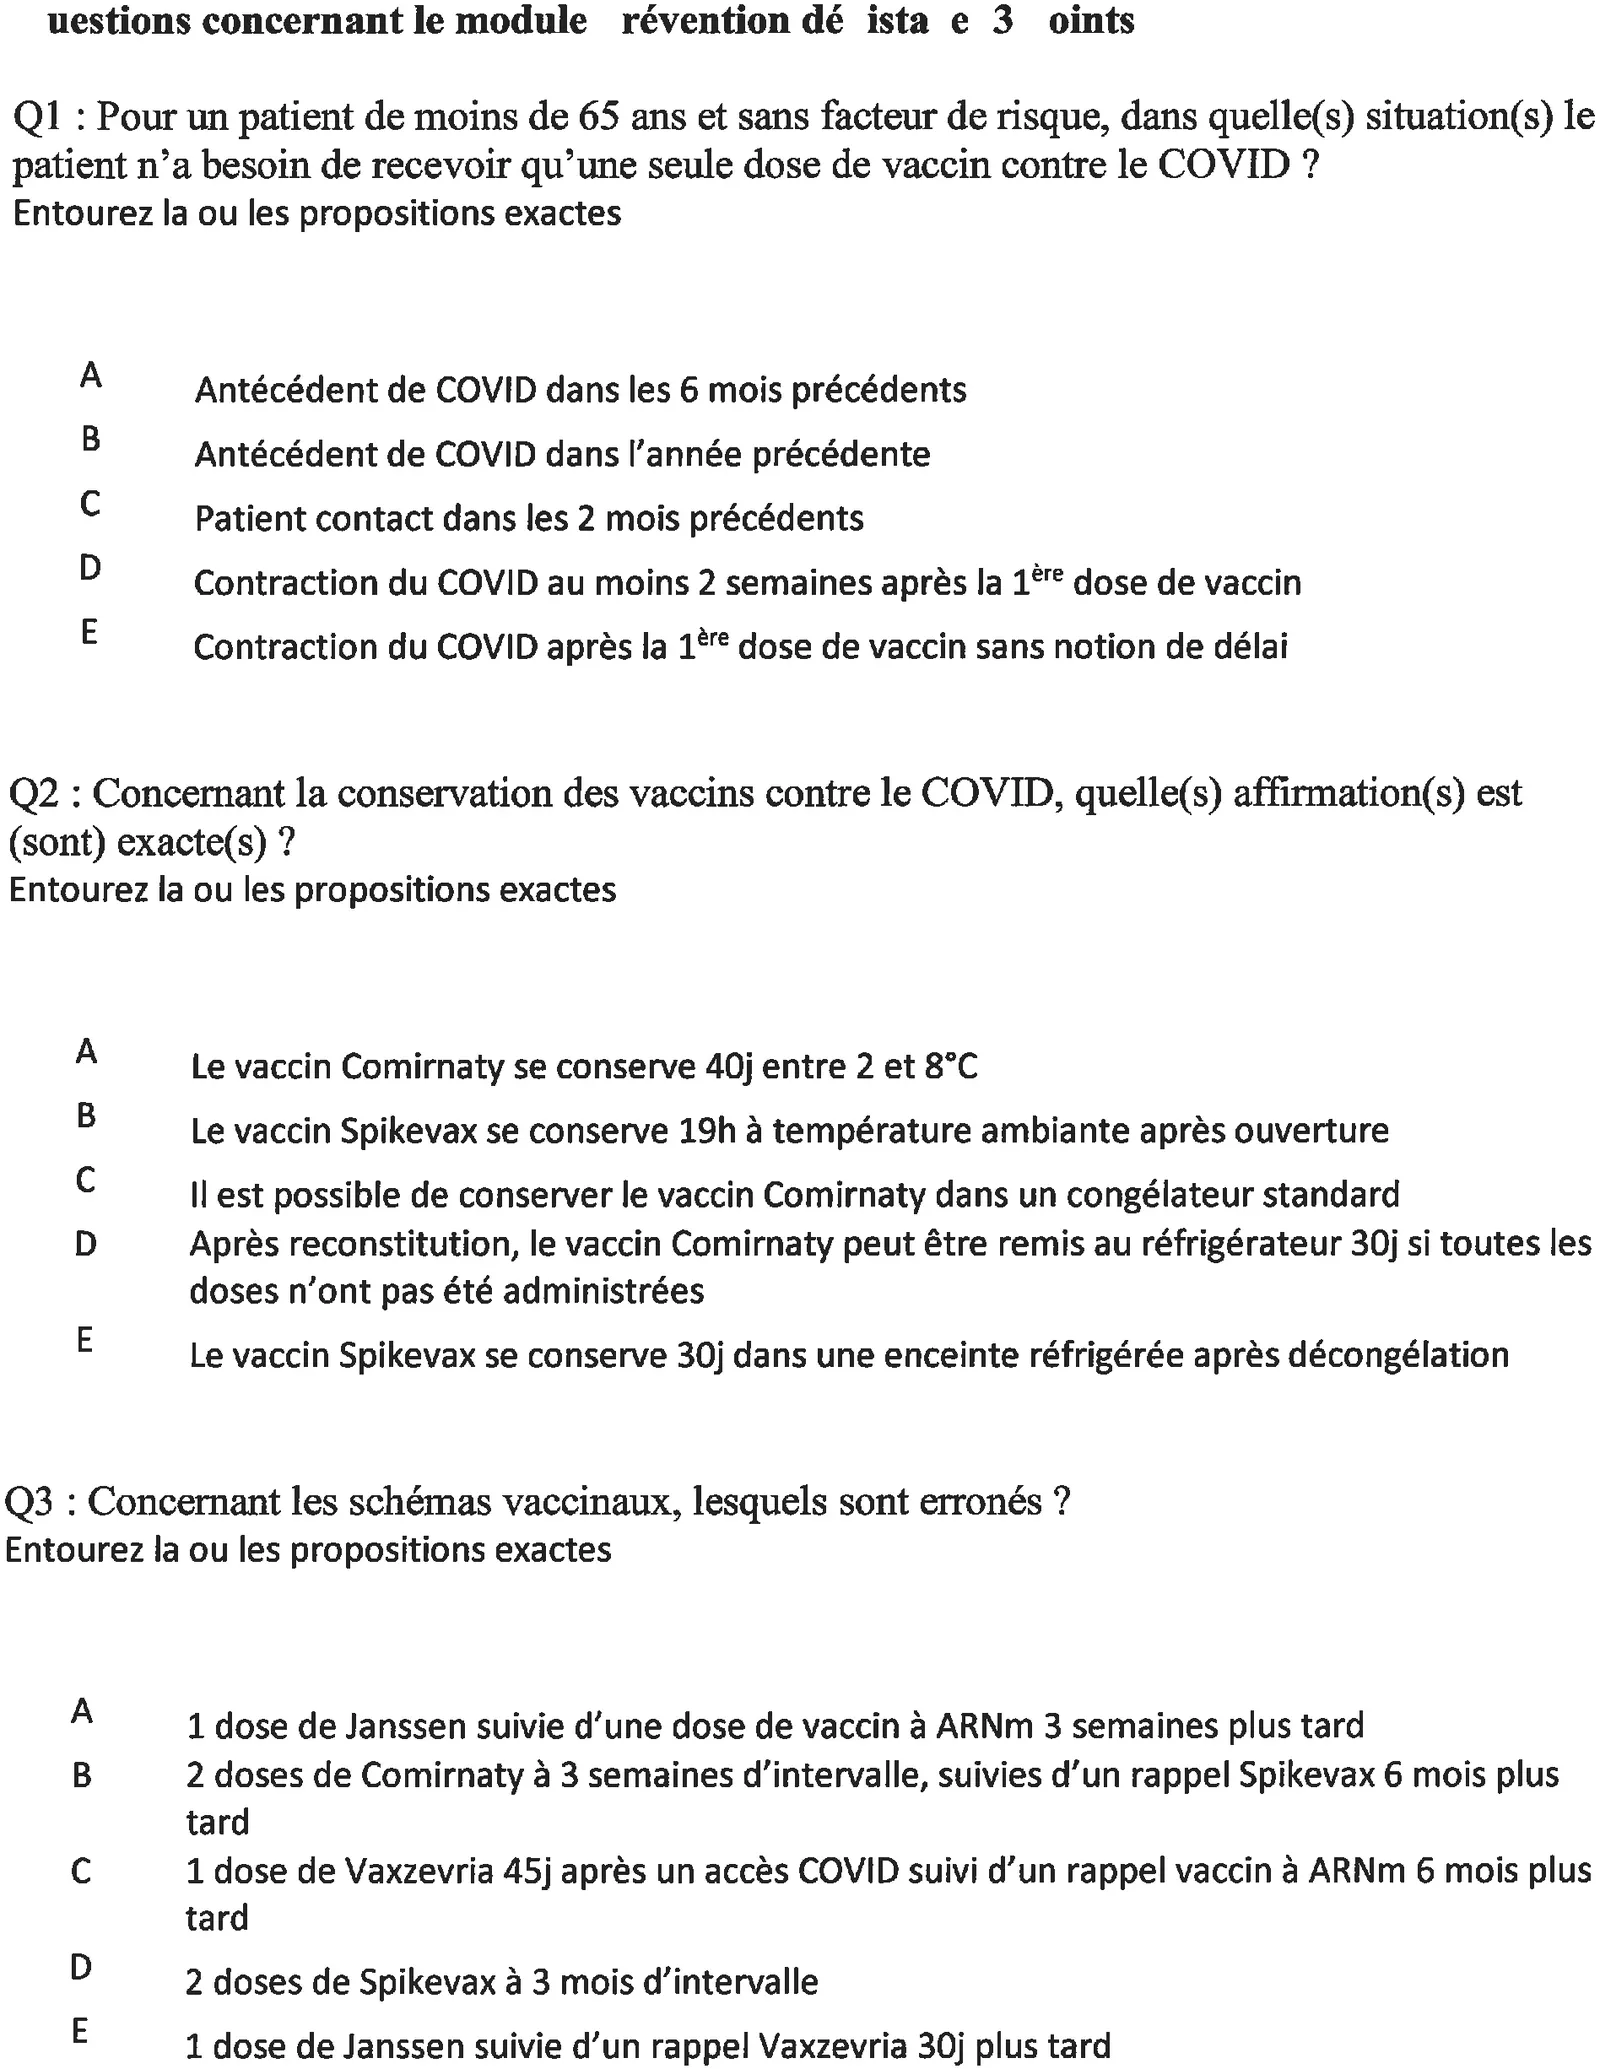 uestions concernant le module révention dé ista e 3 oints
Q1 : Pour un patient de moins de 65 ans et sans facteur de risque, dans quelle(s) situation(s) le
patient n'a besoin de recevoir qu'une seule dose de vaccin contre le COVID ?
Entourez la ou les propositions exactes
A Antécédent de COVID dans les 6 mois précédents
B Antécédent de COVID dans l'année précédente
C Patient contact dans les 2 mois précédents
D Contraction du COVID au moins 2 semaines après la 1ère dose de vaccin
E Contraction du COVID après la 1ère dose de vaccin sans notion de délai
Q2 : Concernant la conservation des vaccins contre le COVID, quelle(s) affirmation(s) est
(sont) exacte(s) ?
Entourez la ou les propositions exactes
A Le vaccin Comirnaty se conserve 40j entre 2 et 8°C
B Le vaccin Spikevax se conserve 19h à température ambiante après ouverture
C Il est possible de conserver le vaccin Comirnaty dans un congélateur standard
D Après reconstitution, le vaccin Comirnaty peut être remis au réfrigérateur 30j si toutes les
doses n'ont pas été administrées
E Le vaccin Spikevax se conserve 30j dans une enceinte réfrigérée après décongélation
Q3 : Concernant les schémas vaccinaux, lesquels sont erronés ?
Entourez la ou les propositions exactes
A 1 dose de Janssen suivie d'une dose de vaccin à ARNm 3 semaines plus tard
B 2 doses de Comirnaty à 3 semaines d'intervalle, suivies d'un rappel Spikevax 6 mois plus
tard
C 1 dose de Vaxzevria 45j après un accès COVID suivi d'un rappel vaccin à ARNm 6 mois plus
tard
D 2 doses de Spikevax à 3 mois d'intervalle
E 1 dose de Janssen suivie d'un rappel Vaxzevria 30j plus tard